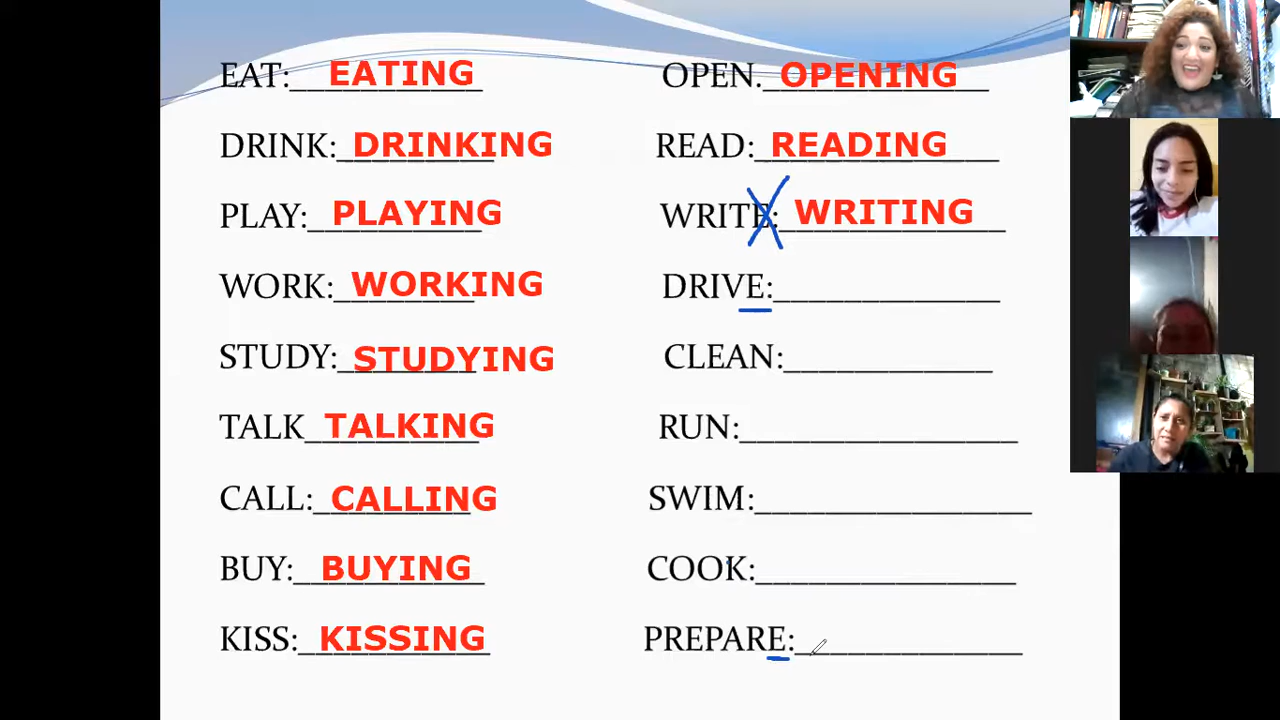 EAT: EATING
DRINK: DRINKING
PLAY: PLAYING
WORK: WORKING
STUDY: STUDYING
TALK TALKING
CALL: CALLING
BUY: BUYING
KISS: KISSING
OPEN. OPENING
READ: READING
WRITE: WRITING
DRIVE:
CLEAN:
RUN:
SWIM:
COOK:
PREPARE: